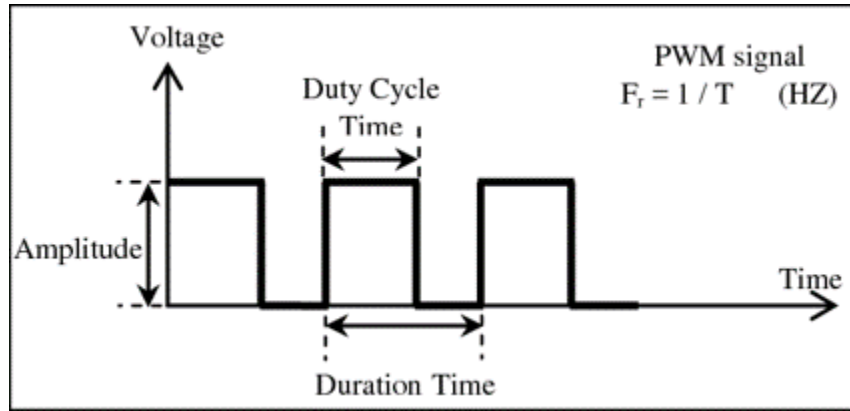 Voltage
PWM signal
Fr = 1 / T (HZ)
Duty Cycle
Time
Amplitude
Time
Duration Time